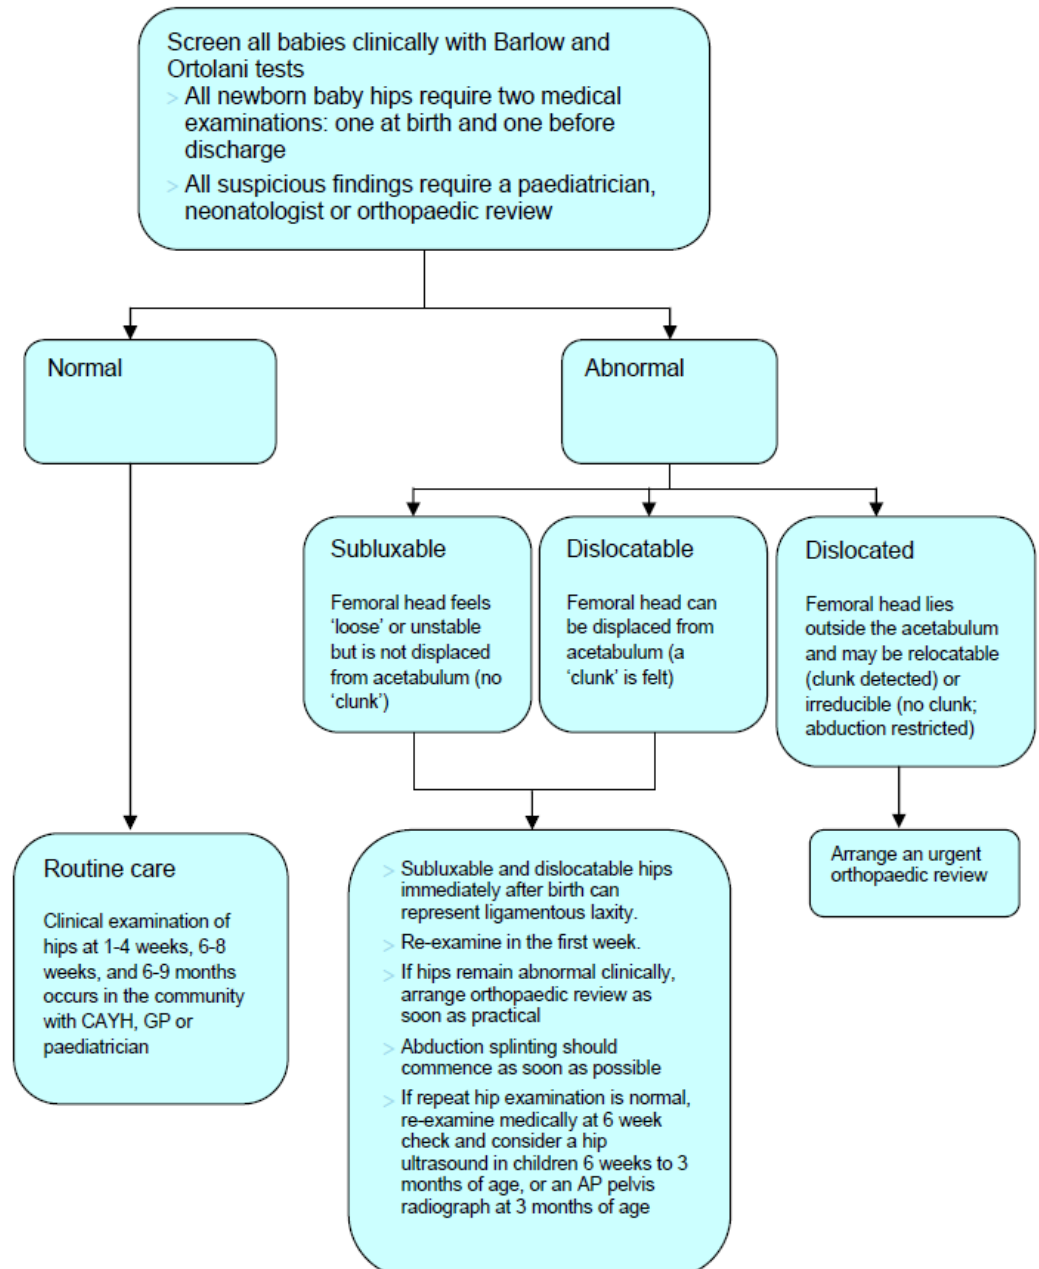 Screen all babies clinically with Barlow and
Ortolani tests
> All newborn baby hips require two medical
examinations: one at birth and one before
discharge
> All suspicious findings require a paediatrician,
neonatologist or orthopaedic review
Normal
Abnormal
Subluxable
Femoral head feels
‘loose’ or unstable
but is not displaced
from acetabulum (no
‘clunk’)
Dislocatable
Femoral head can
be displaced from
acetabulum (a
‘clunk’ is felt)
Dislocated
Femoral head lies
outside the acetabulum
and may be relocatable
(clunk detected) or
irreducible (no clunk;
abduction restricted)
Routine care
Clinical examination of
hips at 1-4 weeks, 6-8
weeks, and 6-9 months
occurs in the community
with CAYH, GP or
paediatrician
> Subluxable and dislocatable hips
immediately after birth can
represent ligamentous laxity.
> Re-examine in the first week.
> If hips remain abnormal clinically,
arrange orthopaedic review as
soon as practical
> Abduction splinting should
commence as soon as possible
> If repeat hip examination is normal,
re-examine medically at 6 week
check and consider a hip
ultrasound in children 6 weeks to 3
months of age, or an AP pelvis
radiograph at 3 months of age
Arrange an urgent
orthopaedic review